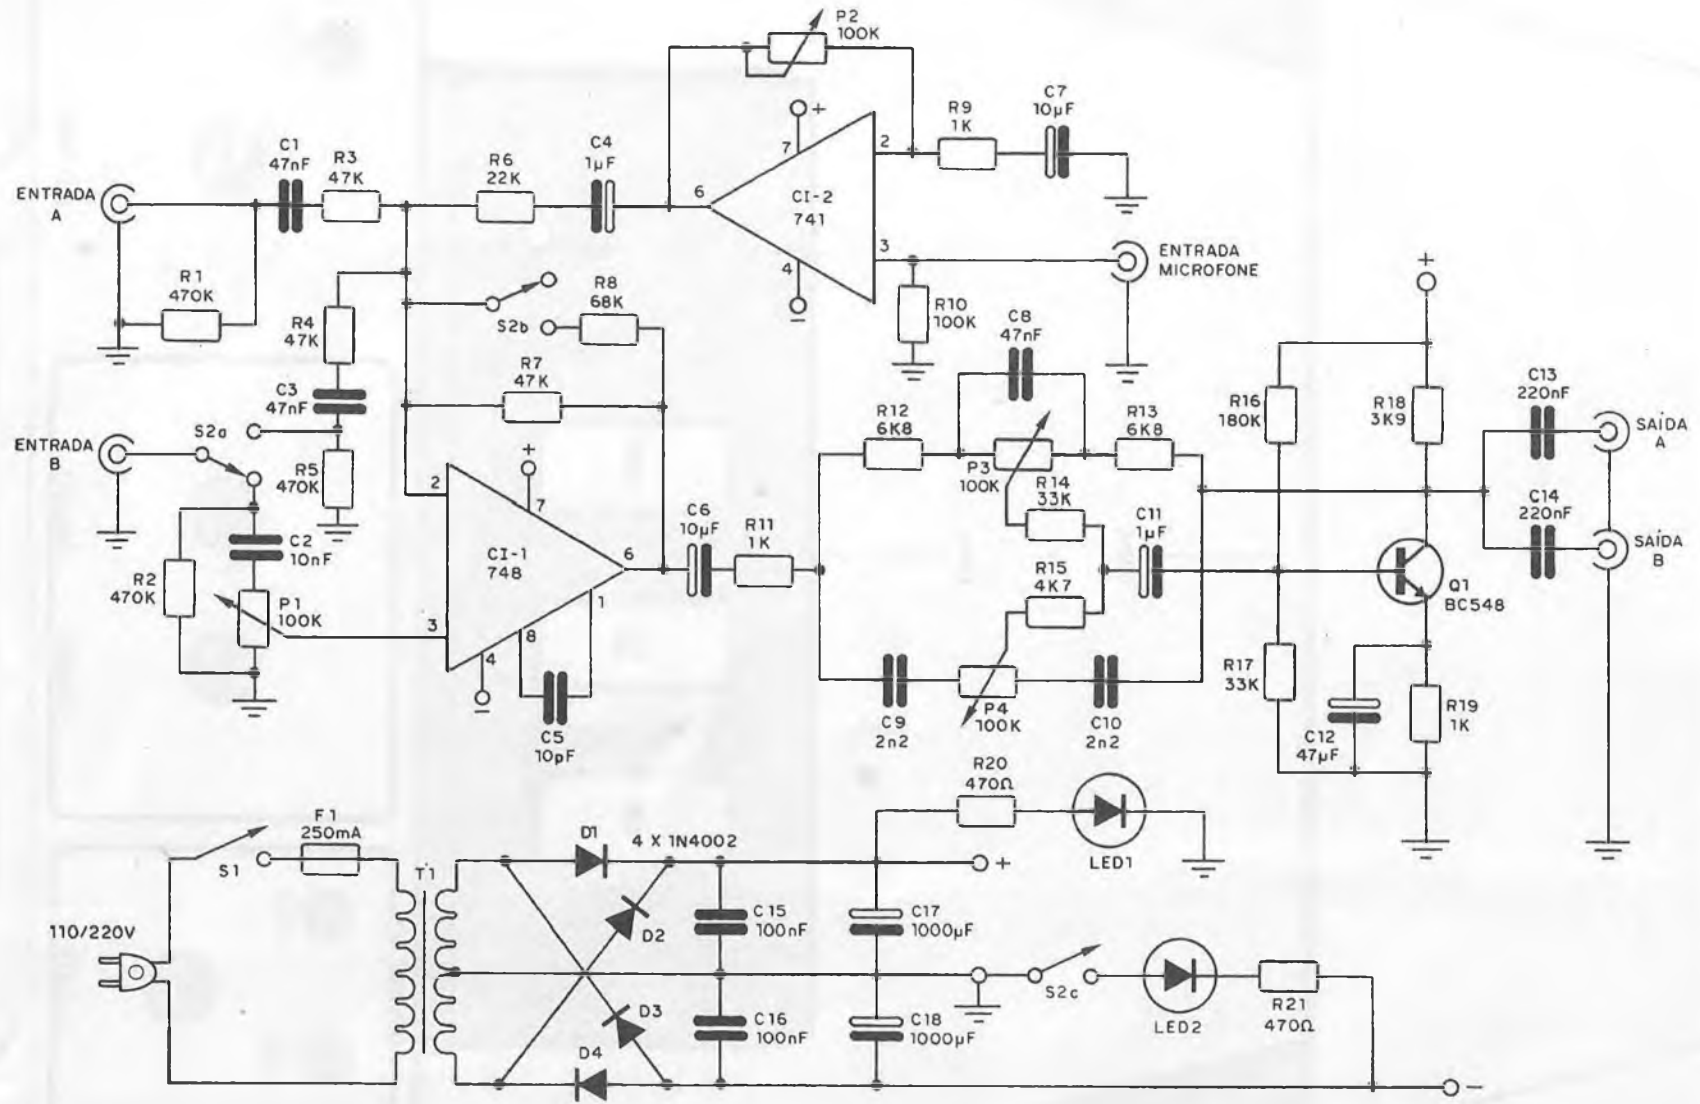 P2
100K
C7
10µF
R9
1K
C1
47nF
R3
47K
C4
1µF
R6
22K
+
7
2
6
CI-2
741
3
4
−
ENTRADA
A
ENTRADA
MICROFONE
R1
470K
R8
68K
S2b
R10
100K
C8
47nF
+
R4
47K
R7
47K
C3
47nF
ENTRADA
B
S2a
R5
470K
R12
6K8
R13
6K8
P3
100K
R14
33K
R16
180K
R18
3K9
C13
220nF
SAÍDA
A
C14
220nF
SAÍDA
B
2
+
7
CI-1
748
6
1
3
8
4
−
C5
10pF
C6
10µF
R11
1K
C11
1µF
R15
4K7
Q1
BC548
C2
10nF
R2
470K
P1
100K
C9
2n2
P4
100K
C10
2n2
R17
33K
C12
47µF
R19
1K
R20
470Ω
LED1
F1
250mA
S1
T1
D1
4 X 1N4002
+
D2
C15
100nF
C17
1000µF
110/220V
S2c
LED2
R21
470Ω
D3
D4
C16
100nF
C18
1000µF
−